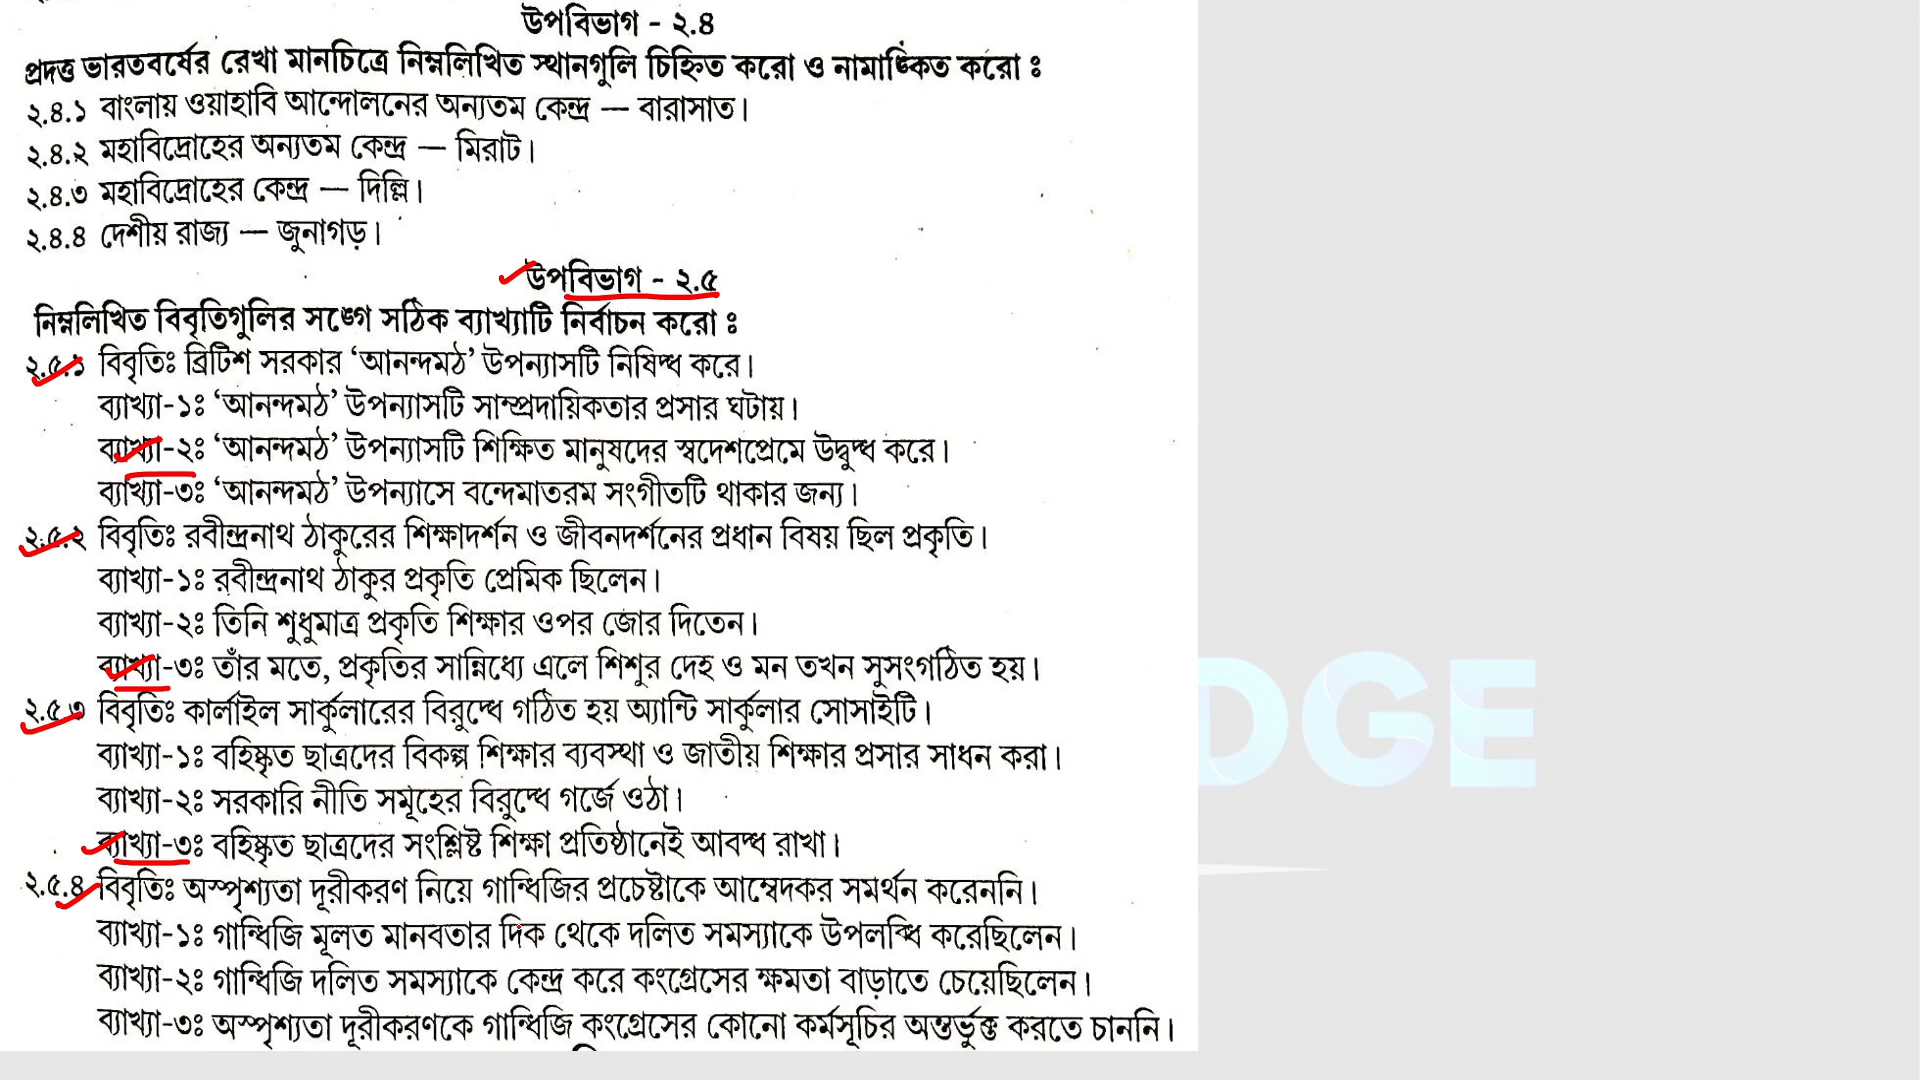 উপবিভাগ - ২.৪
প্রদত্ত ভারতবর্ষের রেখা মানচিত্রে নিম্নলিখিত স্থানগুলি চিহ্নিত করো ও নামাঙ্কিত করো ঃ
২.৪.১ বাংলায় ওয়াহাবি আন্দোলনের অন্যতম কেন্দ্র — বারাসাত।
২.৪.২ মহাবিদ্রোহের অন্যতম কেন্দ্র — মিরাট।
২.৪.৩ মহাবিদ্রোহের কেন্দ্র — দিল্লি।
২.৪.৪ দেশীয় রাজ্য — জুনাগড়।
উপবিভাগ - ২.৫
নিম্নলিখিত বিবৃতিগুলির সঙ্গে সঠিক ব্যাখ্যাটি নির্বাচন করো ঃ
২.৫.১ বিবৃতিঃ ব্রিটিশ সরকার ‘আনন্দমঠ’ উপন্যাসটি নিষিদ্ধ করে।
ব্যাখ্যা-১ঃ ‘আনন্দমঠ’ উপন্যাসটি সাম্প্রদায়িকতার প্রসার ঘটায়।
ব্যাখ্যা-২ঃ ‘আনন্দমঠ’ উপন্যাসটি শিক্ষিত মানুষদের স্বদেশপ্রেমে উদ্বুদ্ধ করে।
ব্যাখ্যা-৩ঃ ‘আনন্দমঠ’ উপন্যাসে বন্দেমাতরম সংগীতটি থাকার জন্য।
২.৫.২ বিবৃতিঃ রবীন্দ্রনাথ ঠাকুরের শিক্ষাদর্শন ও জীবনদর্শনের প্রধান বিষয় ছিল প্রকৃতি।
ব্যাখ্যা-১ঃ রবীন্দ্রনাথ ঠাকুর প্রকৃতি প্রেমিক ছিলেন।
ব্যাখ্যা-২ঃ তিনি শুধুমাত্র প্রকৃতি শিক্ষার ওপর জোর দিতেন।
ব্যাখ্যা-৩ঃ তাঁর মতে, প্রকৃতির সান্নিধ্যে এলে শিশুর দেহ ও মন তখন সুসংগঠিত হয়।
২.৫.৩ বিবৃতিঃ কার্লাইল সার্কুলারের বিরুদ্ধে গঠিত হয় অ্যান্টি সার্কুলার সোসাইটি।
ব্যাখ্যা-১ঃ বহিষ্কৃত ছাত্রদের বিকল্প শিক্ষার ব্যবস্থা ও জাতীয় শিক্ষার প্রসার সাধন করা।
ব্যাখ্যা-২ঃ সরকারি নীতি সমূহের বিরুদ্ধে গর্জে ওঠা।
ব্যাখ্যা-৩ঃ বহিষ্কৃত ছাত্রদের সংশ্লিষ্ট শিক্ষা প্রতিষ্ঠানেই আবদ্ধ রাখা।
২.৫.৪ বিবৃতিঃ অস্পৃশ্যতা দূরীকরণ নিয়ে গান্ধিজির প্রচেষ্টাকে আম্বেদকর সমর্থন করেননি।
ব্যাখ্যা-১ঃ গান্ধিজি মূলত মানবতার দিক থেকে দলিত সমস্যাকে উপলব্ধি করেছিলেন।
ব্যাখ্যা-২ঃ গান্ধিজি দলিত সমস্যাকে কেন্দ্র করে কংগ্রেসের ক্ষমতা বাড়াতে চেয়েছিলেন।
ব্যাখ্যা-৩ঃ অস্পৃশ্যতা দূরীকরণকে গান্ধিজি কংগ্রেসের কোনো কর্মসূচির অন্তর্ভুক্ত করতে চাননি।
DGE